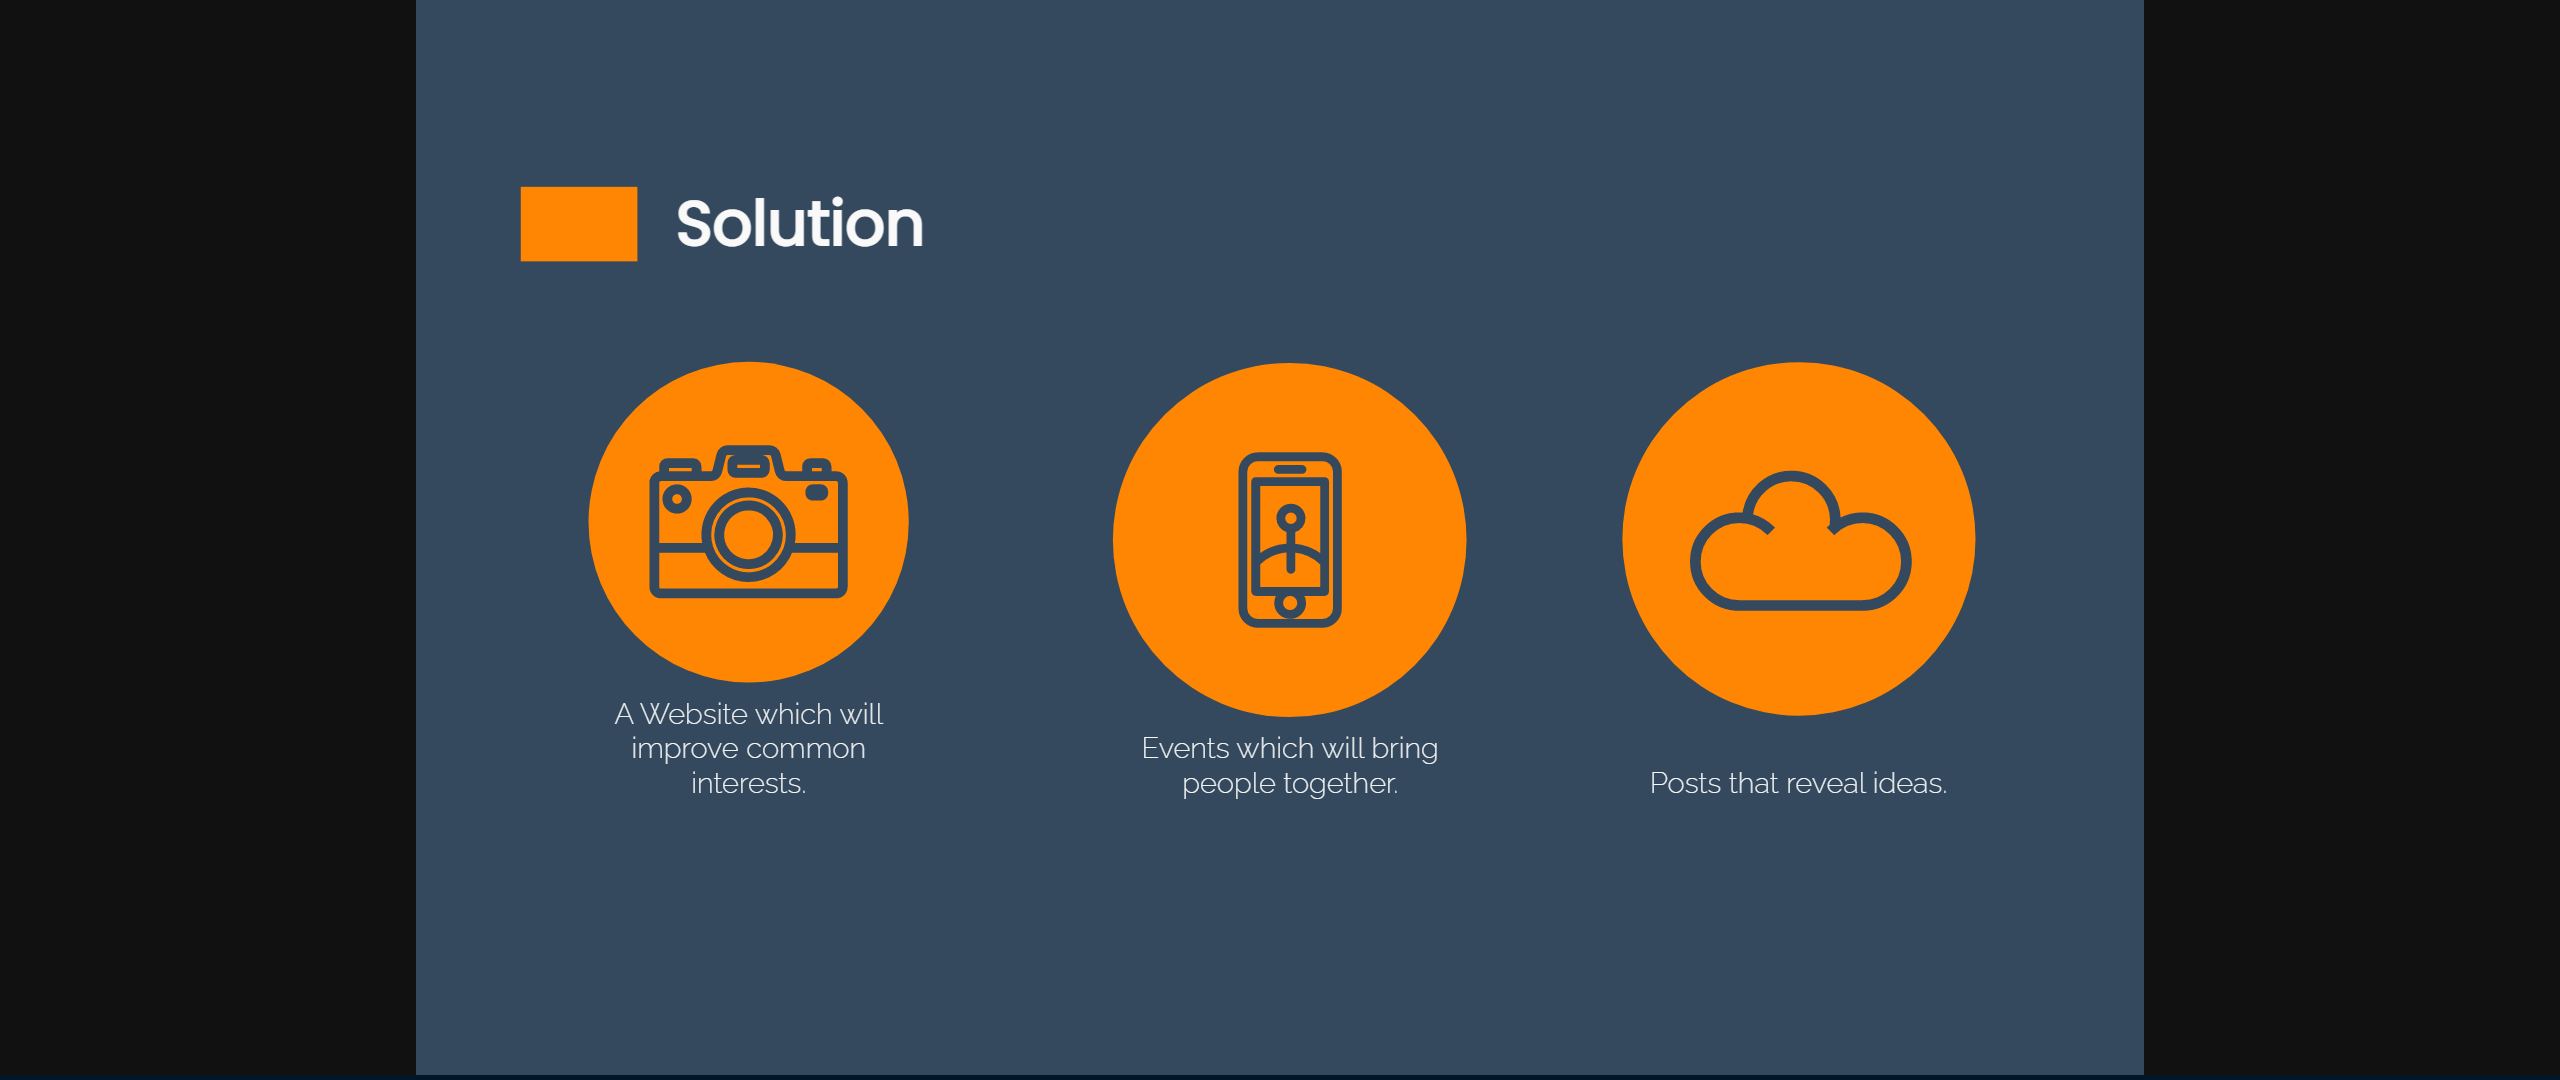 Solution
A Website which will
improve common
interests.
Events which will bring
people together.
Posts that reveal ideas.